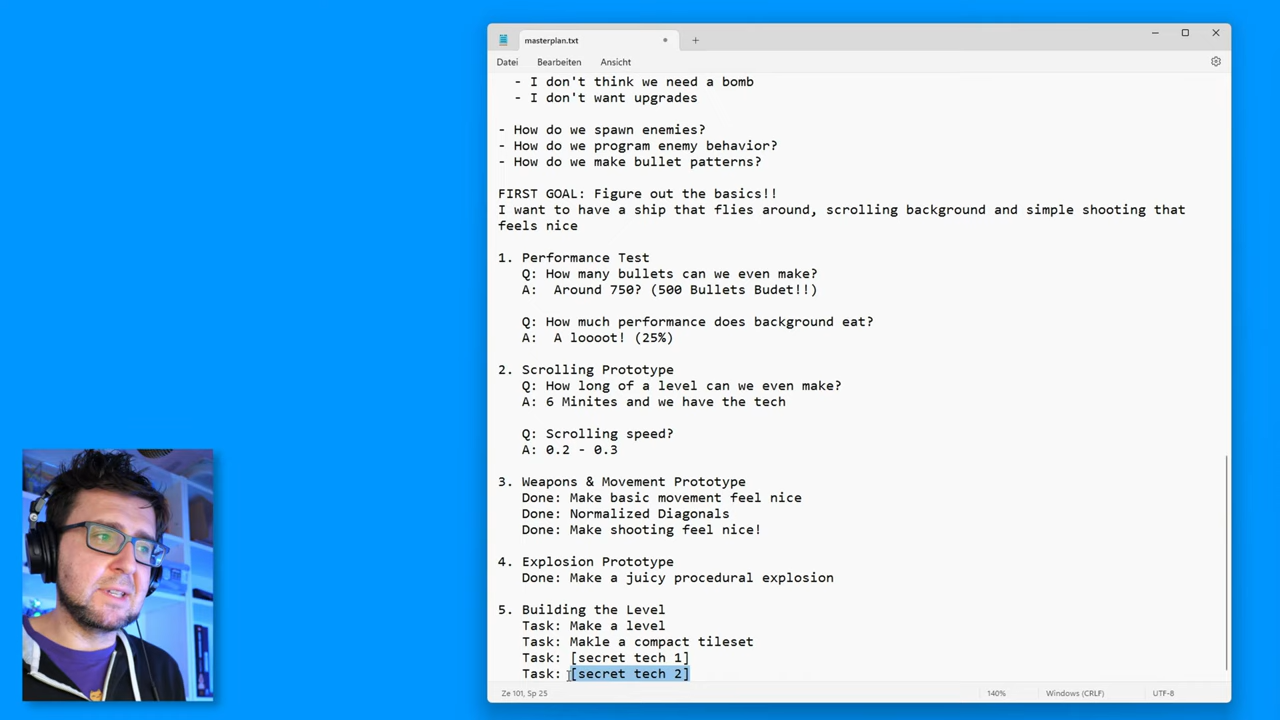 masterplan.txt
Datei Bearbeiten Ansicht
- I don't think we need a bomb
- I don't want upgrades
- How do we spawn enemies?
- How do we program enemy behavior?
- How do we make bullet patterns?
FIRST GOAL: Figure out the basics!!
I want to have a ship that flies around, scrolling background and simple shooting that
feels nice
1. Performance Test
Q: How many bullets can we even make?
A:  Around 750? (500 Bullets Budet!!)
Q: How much performance does background eat?
A:  A loooot! (25%)
2. Scrolling Prototype
Q: How long of a level can we even make?
A: 6 Minites and we have the tech
Q: Scrolling speed?
A: 0.2 - 0.3
3. Weapons & Movement Prototype
Done: Make basic movement feel nice
Done: Normalized Diagonals
Done: Make shooting feel nice!
4. Explosion Prototype
Done: Make a juicy procedural explosion
5. Building the Level
Task: Make a level
Task: Makle a compact tileset
Task: [secret tech 1]
Task: [secret tech 2]
Ze 101, Sp 25 140% Windows (CRLF) UTF-8